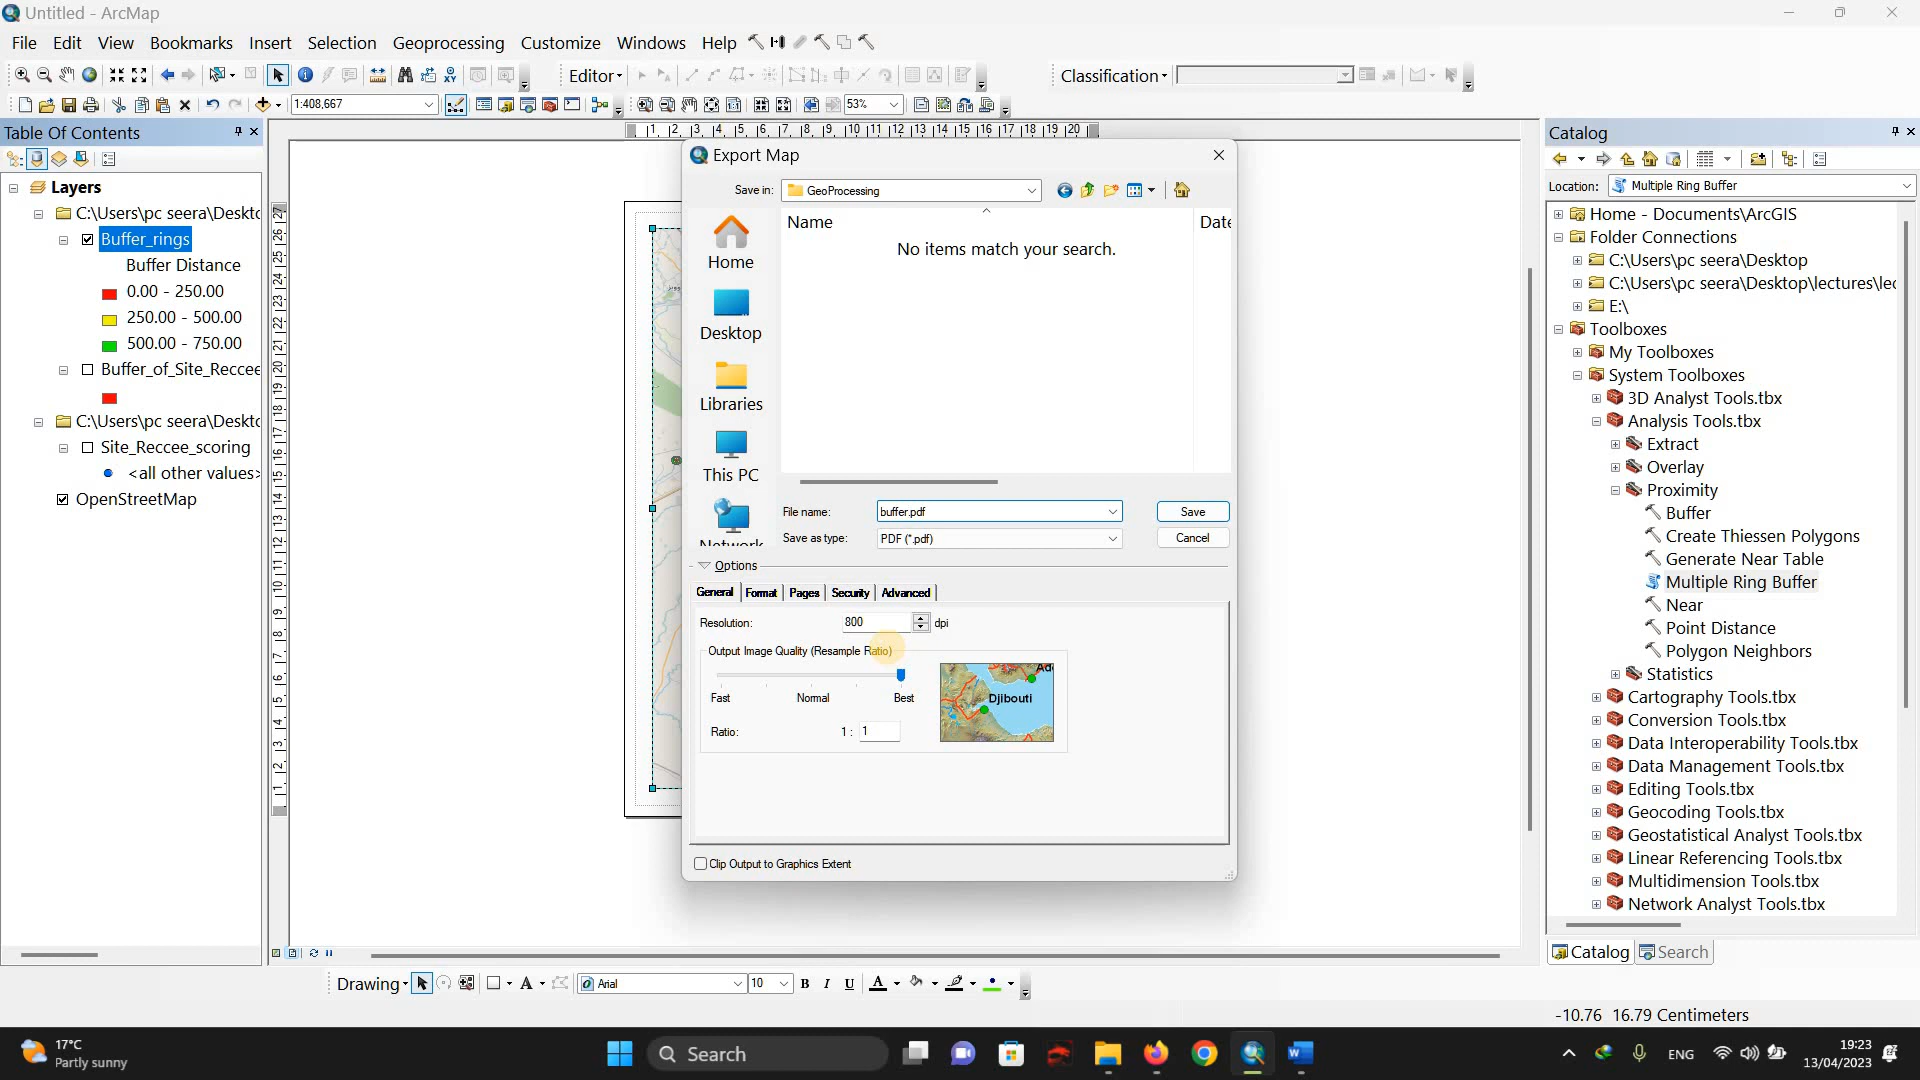 Untitled - ArcMap
File Edit View Bookmarks Insert Selection Geoprocessing Customize Windows Help
Editor
Classification
1:408,667
53%
Table Of Contents
Layers
C:\Users\pc seera\Deskto
Buffer_rings
Buffer Distance
0.00 - 250.00
250.00 - 500.00
500.00 - 750.00
Buffer_of_Site_Reccee
C:\Users\pc seera\Deskto
Site_Reccee_scoring
<all other values>
OpenStreetMap
Export Map
Save in: GeoProcessing
Name Date
No items match your search.
Home
Desktop
Libraries
This PC
Network
File name: buffer.pdf Save
Save as type: PDF (*.pdf) Cancel
Options
General Format Pages Security Advanced
Resolution: 800 dpi
Output Image Quality (Resample Ratio)
Fast Normal Best
Ratio: 1 : 1
Djibouti
Clip Output to Graphics Extent
Catalog
Location: Multiple Ring Buffer
Home - Documents\ArcGIS
Folder Connections
C:\Users\pc seera\Desktop
C:\Users\pc seera\Desktop\lectures\lec
E:\
Toolboxes
My Toolboxes
System Toolboxes
3D Analyst Tools.tbx
Analysis Tools.tbx
Extract
Overlay
Proximity
Buffer
Create Thiessen Polygons
Generate Near Table
Multiple Ring Buffer
Near
Point Distance
Polygon Neighbors
Statistics
Cartography Tools.tbx
Conversion Tools.tbx
Data Interoperability Tools.tbx
Data Management Tools.tbx
Editing Tools.tbx
Geocoding Tools.tbx
Geostatistical Analyst Tools.tbx
Linear Referencing Tools.tbx
Multidimension Tools.tbx
Network Analyst Tools.tbx
Catalog Search
Drawing Arial 10 B I U A
-10.76 16.79 Centimeters
17°C
Partly sunny
Search
ENG
19:23
13/04/2023